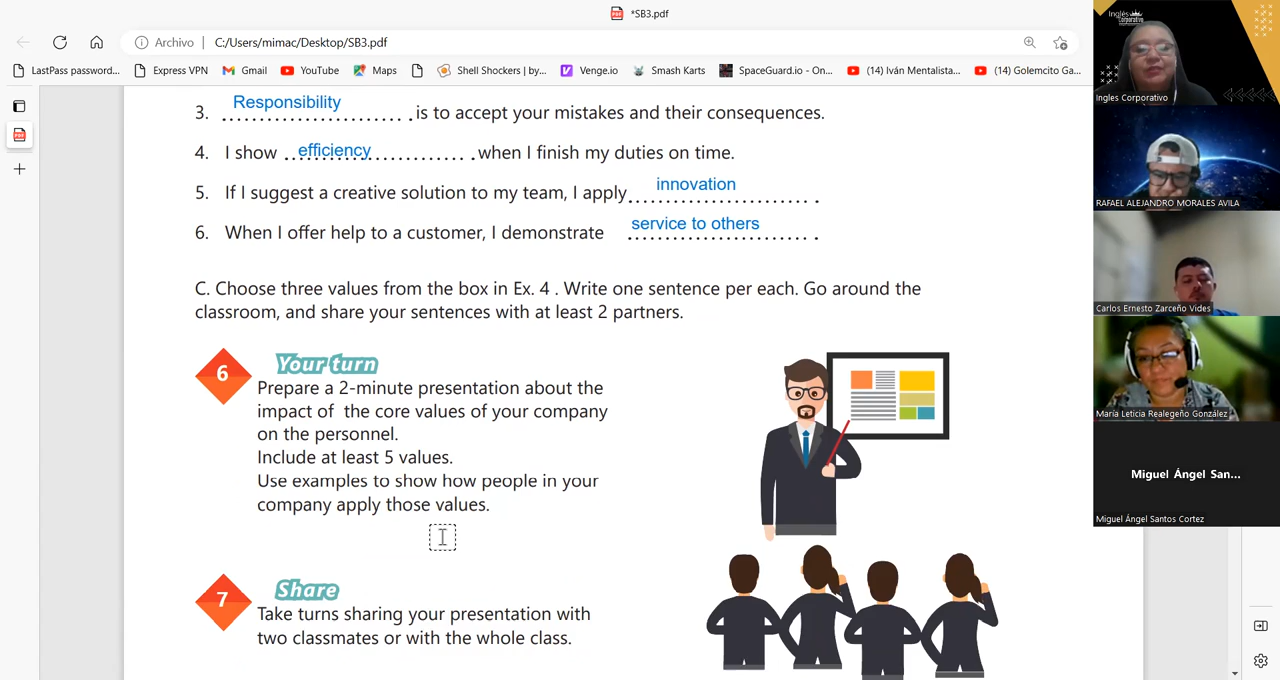 *SB3.pdf
Archivo
C:/Users/mimac/Desktop/SB3.pdf
LastPass password...
Express VPN
Gmail
YouTube
Maps
Shell Shockers | by...
Venge.io
Smash Karts
SpaceGuard.io - On...
(14) Iván Mentalista...
(14) Golemcito Ga...
3. Responsibility is to accept your mistakes and their consequences.
4. I show efficiency when I finish my duties on time.
5. If I suggest a creative solution to my team, I apply innovation.
6. When I offer help to a customer, I demonstrate service to others.
C. Choose three values from the box in Ex. 4 . Write one sentence per each. Go around the
classroom, and share your sentences with at least 2 partners.
6 Your turn
Prepare a 2-minute presentation about the
impact of the core values of your company
on the personnel.
Include at least 5 values.
Use examples to show how people in your
company apply those values.
7 Share
Take turns sharing your presentation with
two classmates or with the whole class.
Inglés
Corporativo
Ingles Corporativo
RAFAEL ALEJANDRO MORALES AVILA
Carlos Ernesto Zarceño Vides
María Leticia Realegeño González
Miguel Ángel San...
Miguel Ángel Santos Cortez